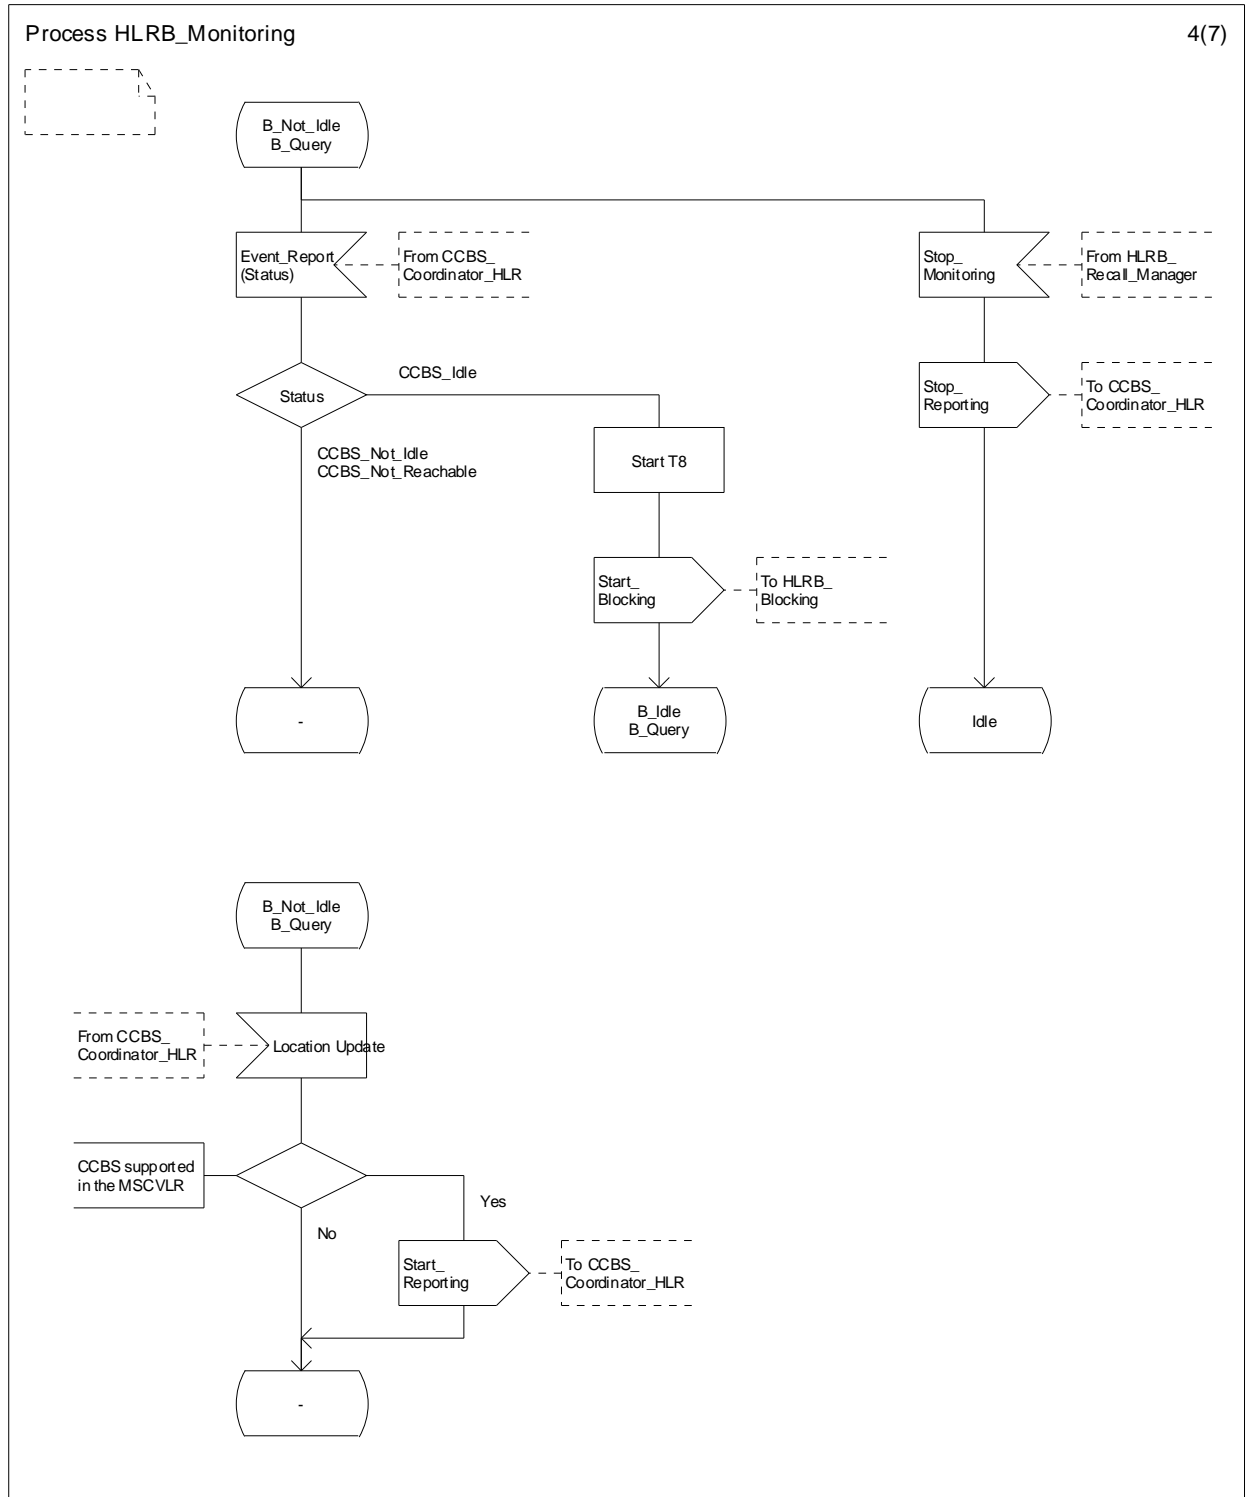 Process HLRB_Monitoring
4(7)
B_Not_Idle
B_Query
Event_Report
(Status)
From CCBS_
Coordinator_HLR
Stop_
Monitoring
From HLRB_
Recall_Manager
Status
CCBS_Idle
Stop_
Reporting
To CCBS_
Coordinator_HLR
CCBS_Not_Idle
CCBS_Not_Reachable
Start T8
Start_
Blocking
To HLRB_
Blocking
-
B_Idle
B_Query
Idle
B_Not_Idle
B_Query
From CCBS_
Coordinator_HLR
Location Update
CCBS supported
in the MSCVLR
Yes
No
Start_
Reporting
To CCBS_
Coordinator_HLR
-